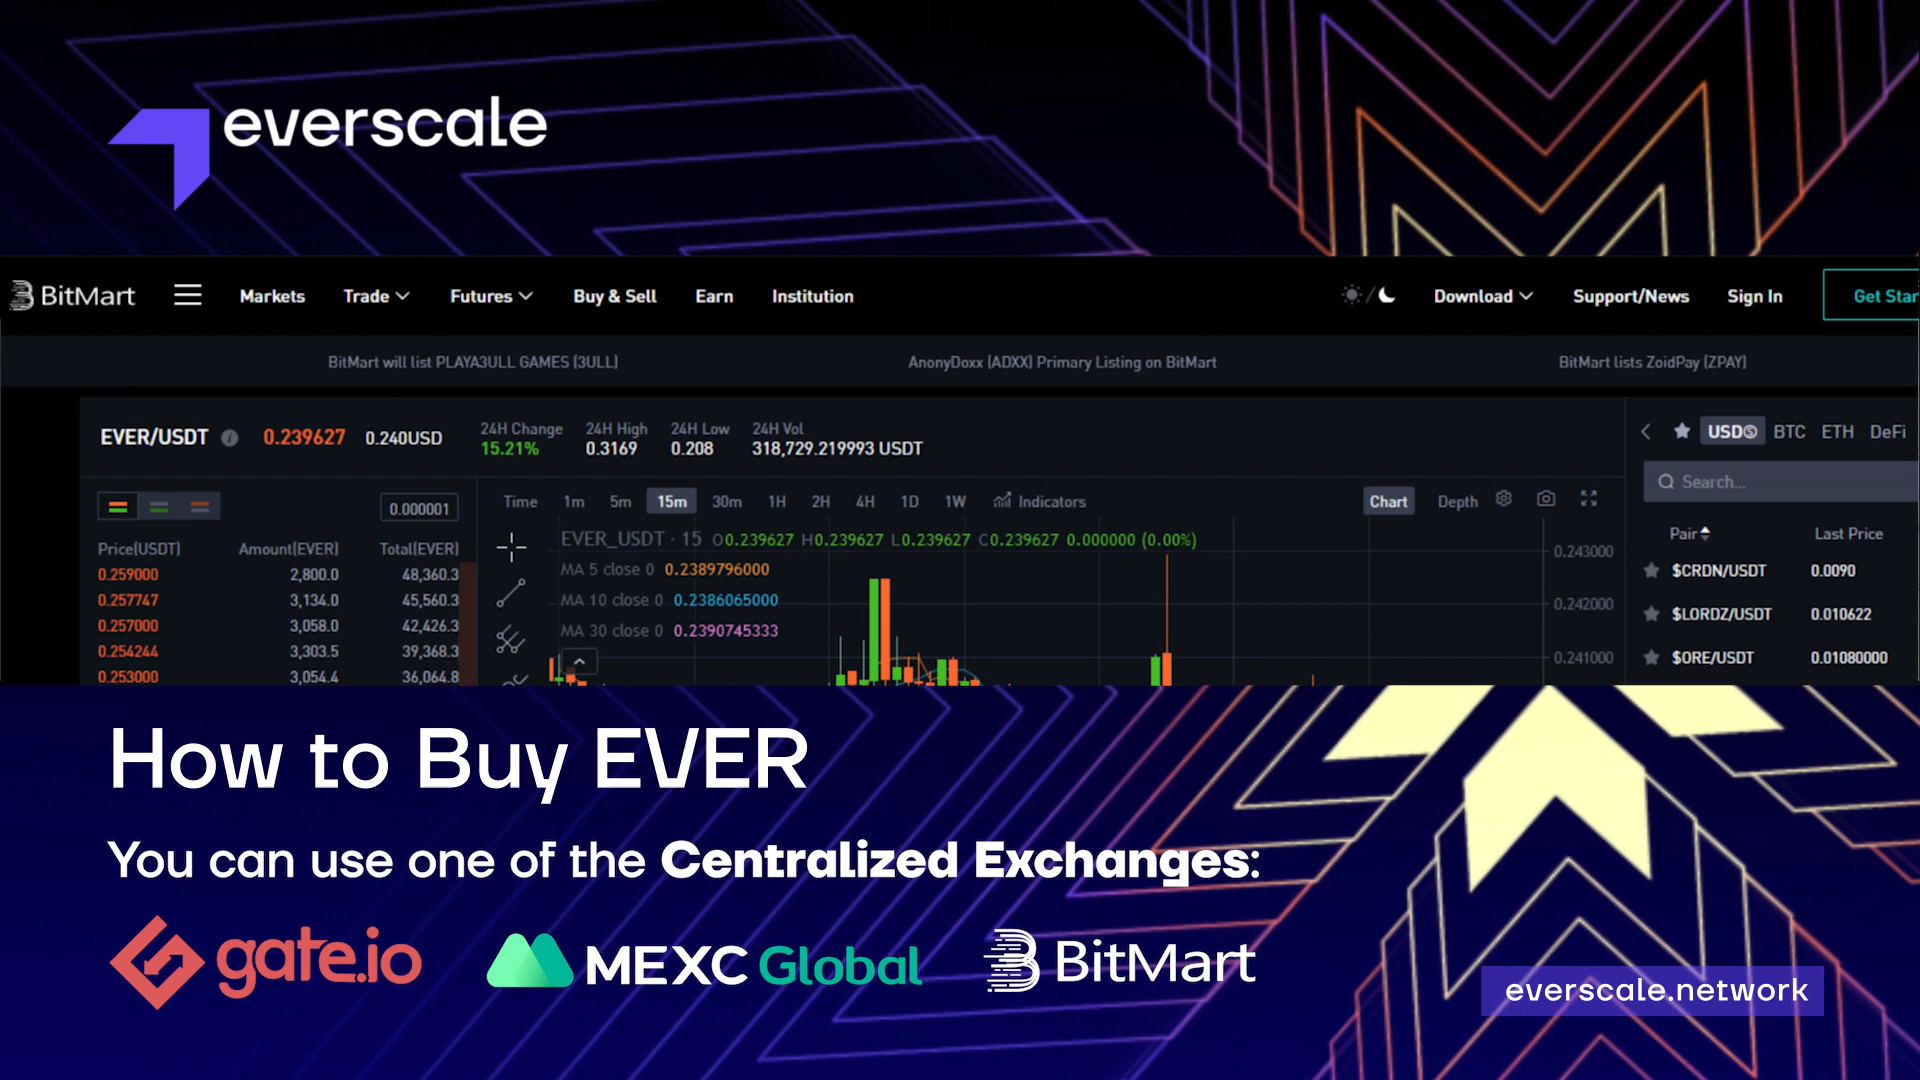 everscale
BitMart Markets Trade Futures Buy & Sell Earn Institution Download Support/News Sign In Get Star
BitMart will list PLAYA3ULL GAMES (3ULL) AnonyDoxx (ADXX) Primary Listing on BitMart BitMart lists ZoidPay (ZPAY)
EVER/USDT 0.239627 0.240USD
24H Change 24H High 24H Low 24H Vol
15.21% 0.3169 0.208 318,729.219993 USDT
USDⓈ BTC ETH DeFi
Search...
0.000001
Time 1m 5m 15m 30m 1H 2H 4H 1D 1W Indicators Chart Depth
Price(USDT) Amount(EVER) Total(EVER)
0.259000 2,800.0 48,360.3
0.257747 3,134.0 45,560.3
0.257000 3,058.0 42,426.3
0.254244 3,303.5 39,368.3
0.253000 3,054.4 36,064.8
EVER_USDT · 15 O0.239627 H0.239627 L0.239627 C0.239627 0.000000 (0.00%)
MA 5 close 0 0.2389796000
MA 10 close 0 0.2386065000
MA 30 close 0 0.2390745333
0.243000
0.242000
0.241000
Pair Last Price
$CRDN/USDT 0.0090
$LORDZ/USDT 0.010622
$ORE/USDT 0.01080000
How to Buy EVER
You can use one of the Centralized Exchanges:
gate.io MEXC Global BitMart
everscale.network